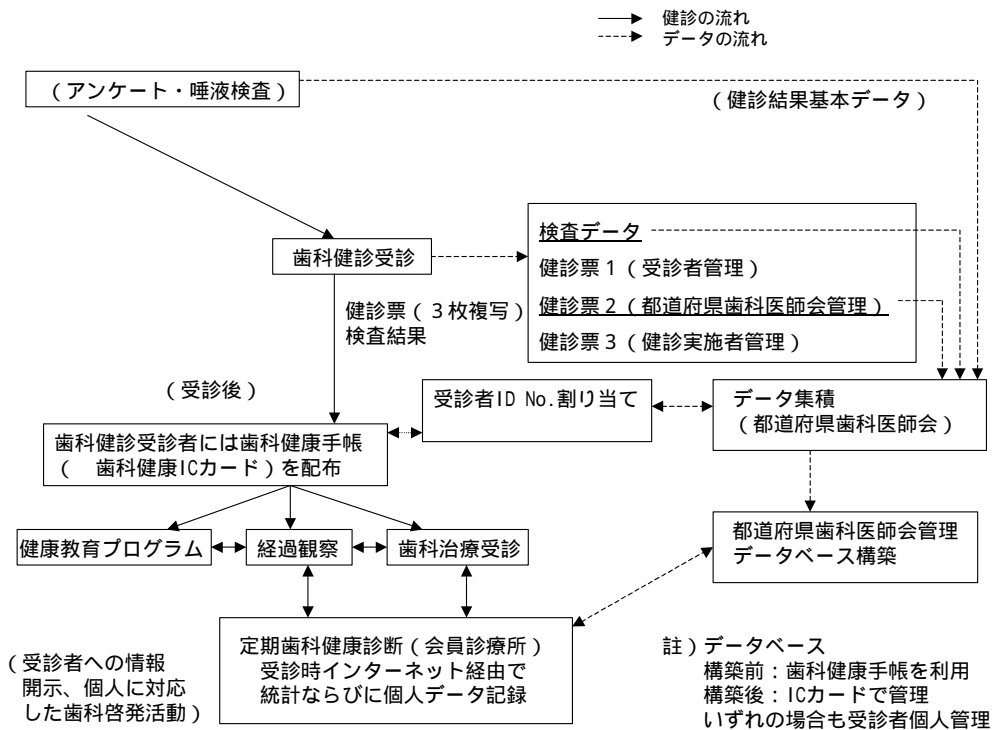 健診の流れ
データの流れ
（アンケート・唾液検査）
（健診結果基本データ）
検査データ
健診票１（受診者管理）
健診票２（都道府県歯科医師会管理）
健診票３（健診実施者管理）
歯科健診受診
健診票（３枚複写）
検査結果
（受診後）
受診者ID No.割り当て
データ集積
（都道府県歯科医師会）
歯科健診受診者には歯科健康手帳
（　歯科健康ICカード）を配布
健康教育プログラム
経過観察
歯科治療受診
都道府県歯科医師会管理
データベース構築
定期歯科健康診断（会員診療所）
受診時インターネット経由で
統計ならびに個人データ記録
（受診者への情報
開示、個人に対応
した歯科啓発活動）
註）データベース
構築前：歯科健康手帳を利用
構築後：ICカードで管理
いずれの場合も受診者個人管理